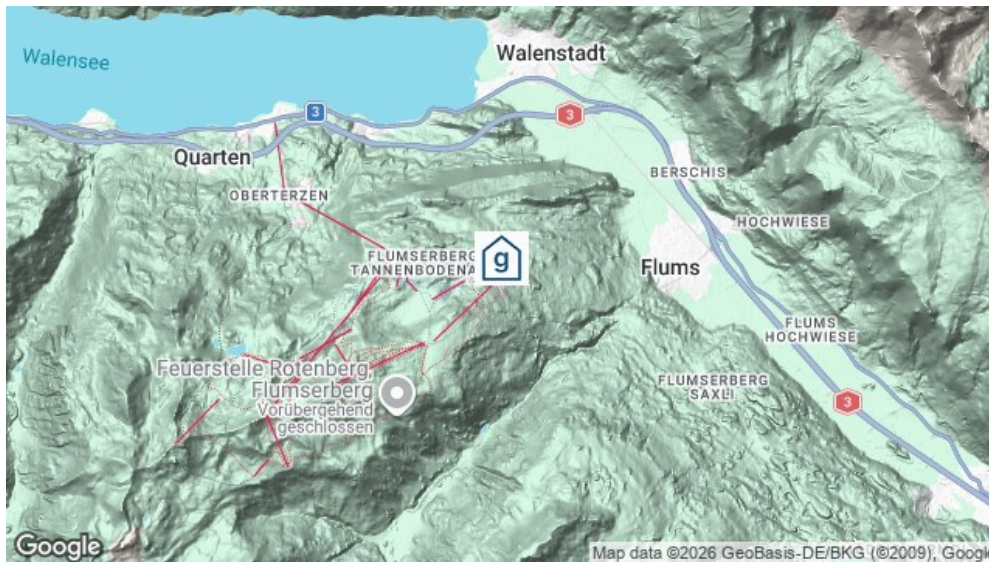 Walensee
Walenstadt
3
3
Quarten
BERSCHIS
OBERTERZEN
HOCHWIESE
FLUMSERBERG
TANNENBODENA
g
Flums
FLUMS
HOCHWIESE
Feuerstelle Rotenberg,
Flumserberg
Vorübergehend
geschlossen
FLUMSERBERG
SAXLI
3
Google
Map data ©2026 GeoBasis-DE/BKG (©2009), Google